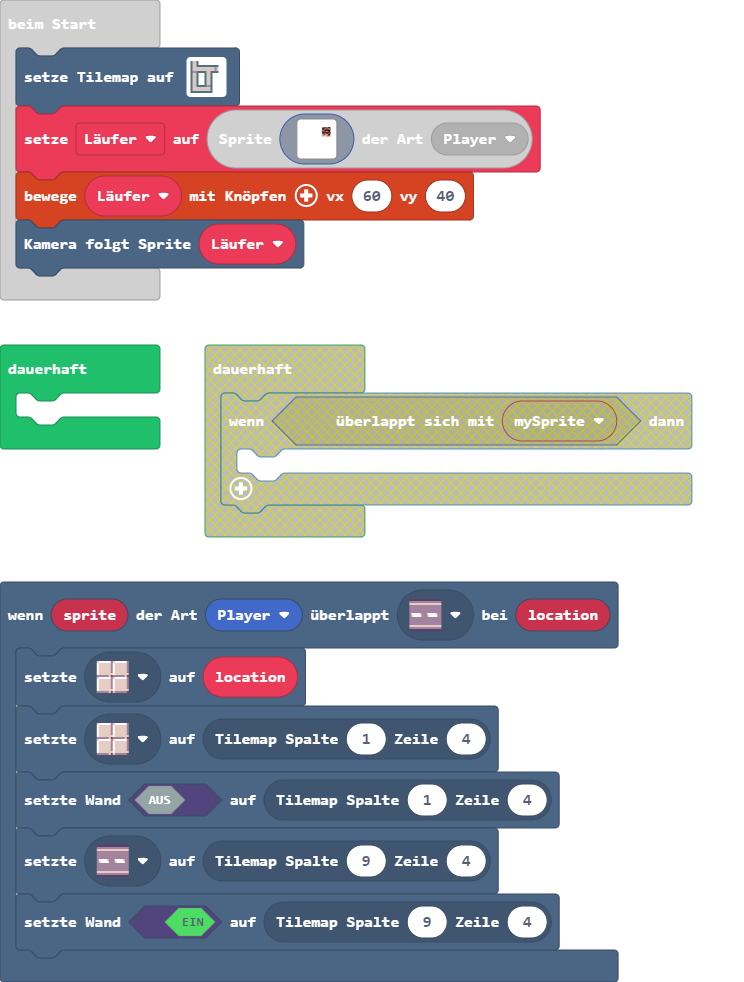 beim Start
setze Tilemap auf
setze Läufer auf Sprite der Art Player
bewege Läufer mit Knöpfen vx 60 vy 40
Kamera folgt Sprite Läufer
dauerhaft
dauerhaft
wenn überlappt sich mit mySprite dann
wenn sprite der Art Player überlappt bei location
setzte auf location
setzte auf Tilemap Spalte 1 Zeile 4
setzte Wand AUS auf Tilemap Spalte 1 Zeile 4
setzte auf Tilemap Spalte 9 Zeile 4
setzte Wand EIN auf Tilemap Spalte 9 Zeile 4